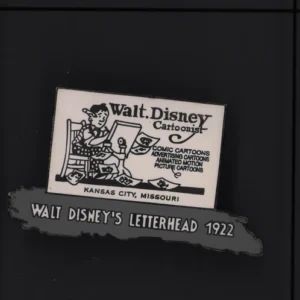 Walt. Disney
Cartoonist
COMIC CARTOONS
ADVERTISING CARTOONS
ANIMATED MOTION
PICTURE CARTOONS
KANSAS CITY, MISSOURI
WALT DISNEY'S LETTERHEAD 1922